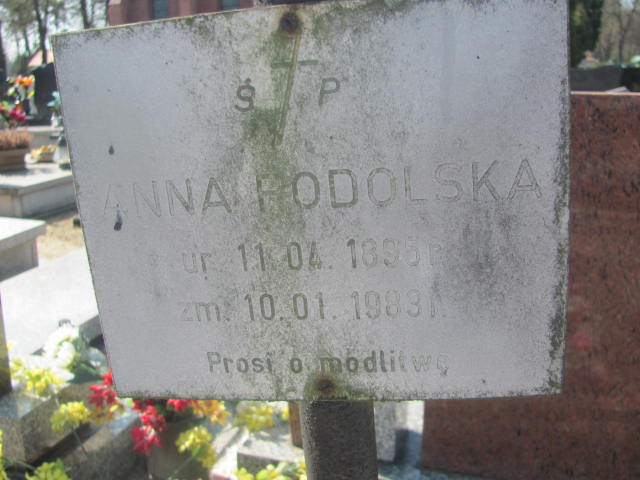 Ś P
ANNA PODOLSKA
ur. 11.04.1895 r.
zm. 10.01.1983 r.
Prosi o modlitwę